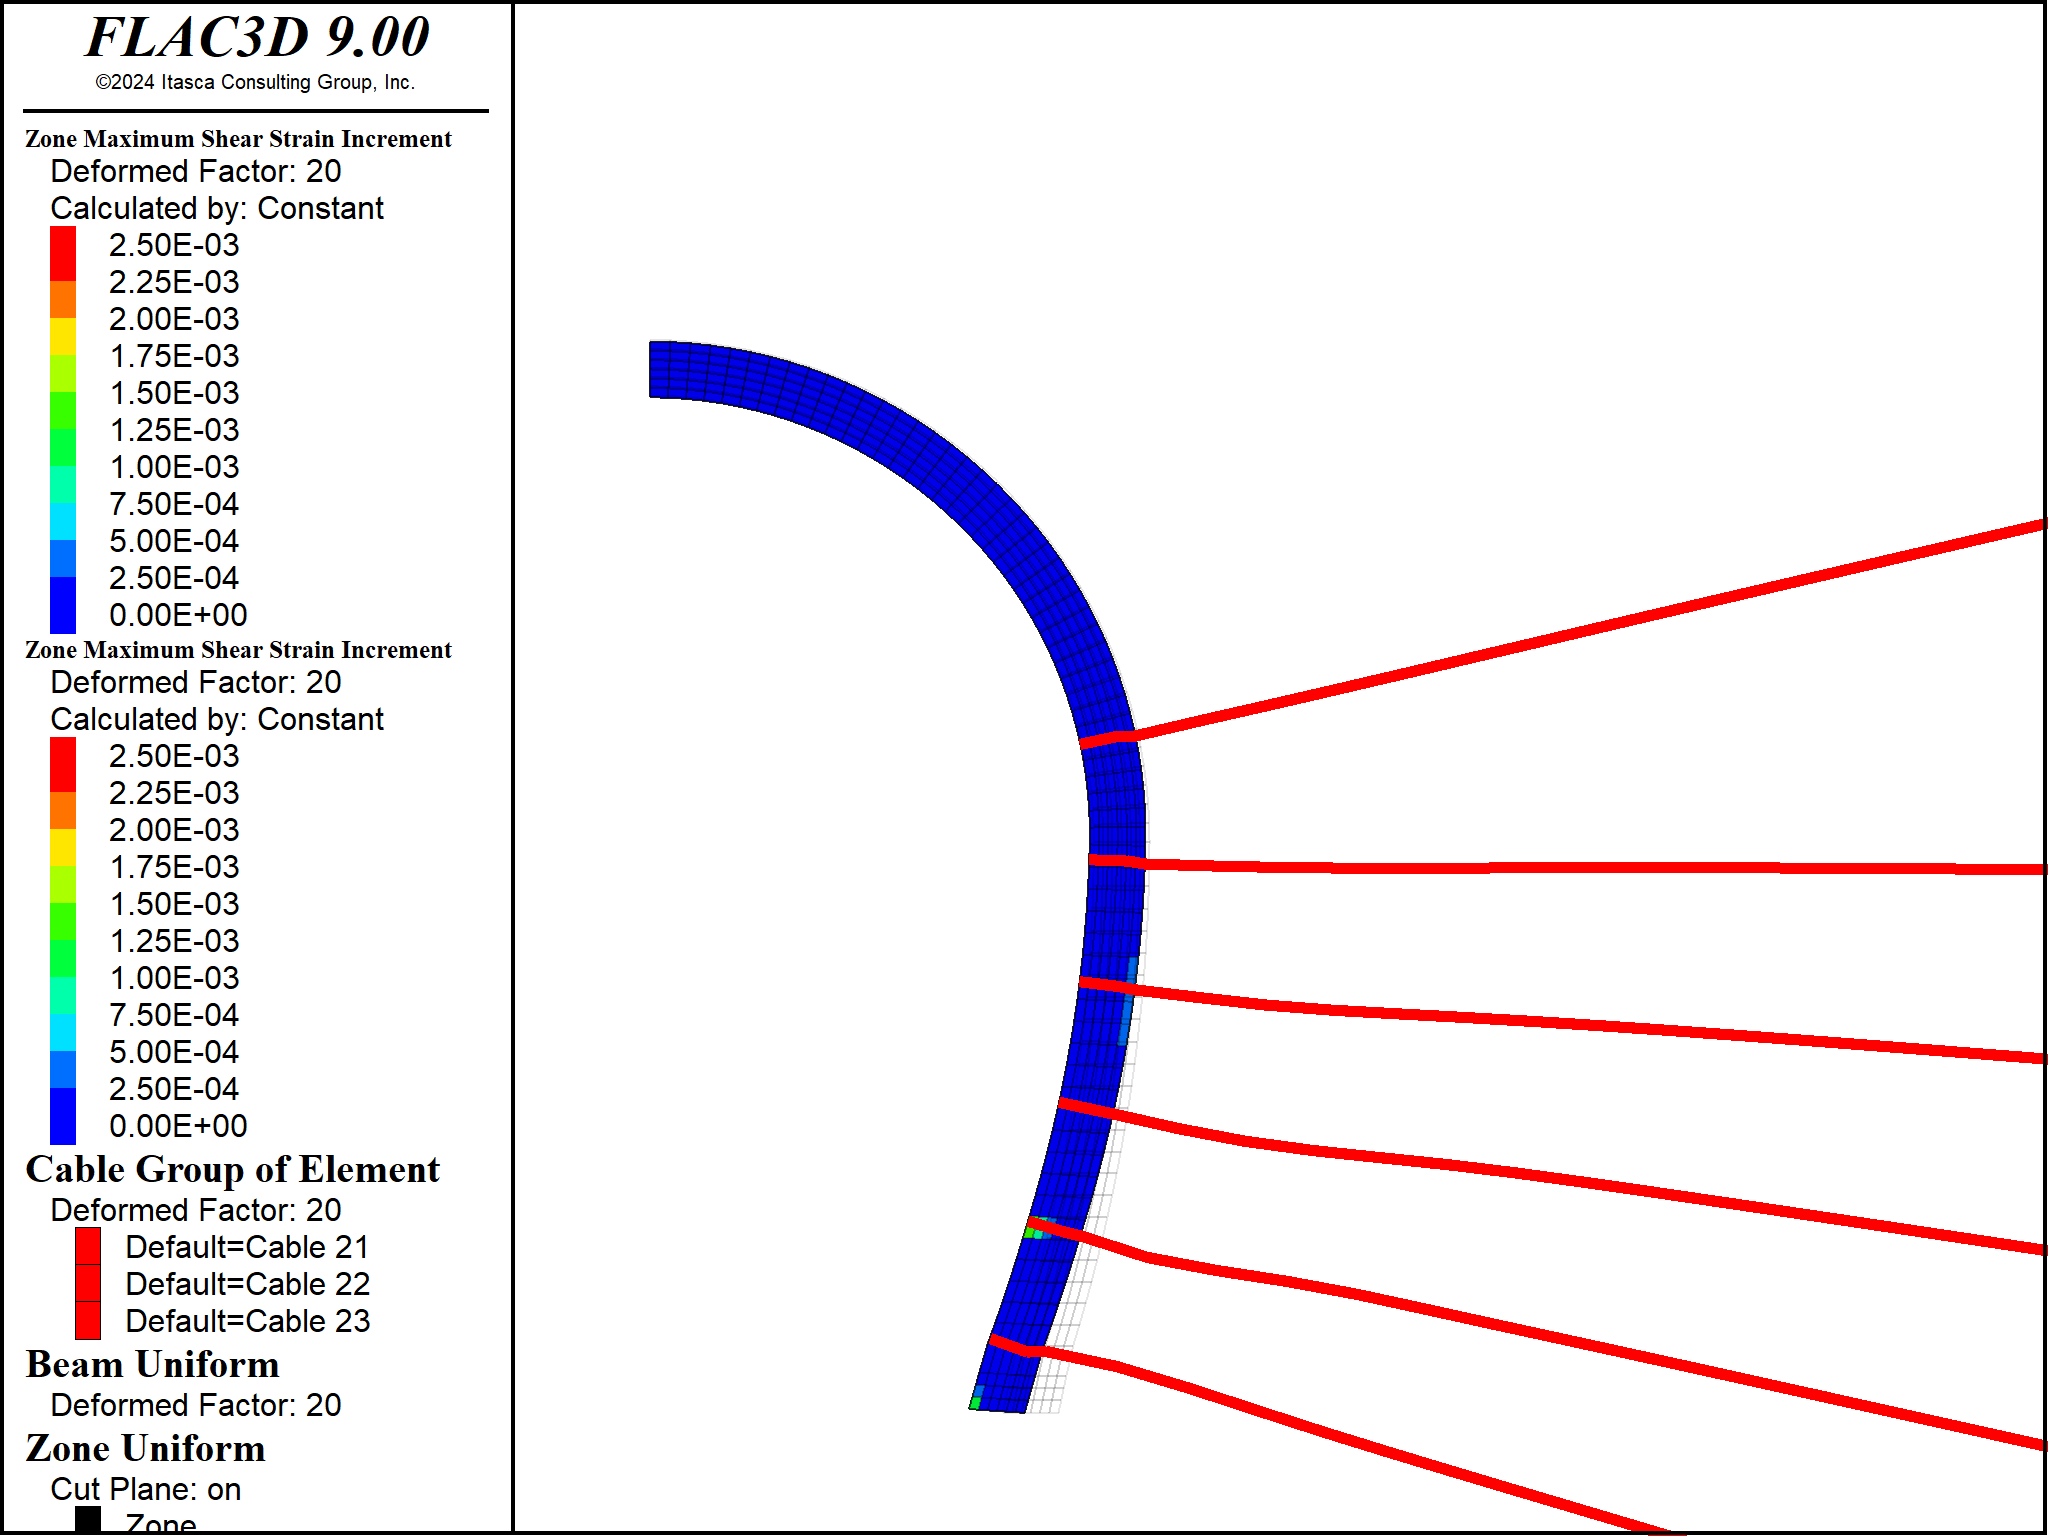 FLAC3D 9.00
©2024 Itasca Consulting Group, Inc.
Zone Maximum Shear Strain Increment
Deformed Factor: 20
Calculated by: Constant
2.50E-03
2.25E-03
2.00E-03
1.75E-03
1.50E-03
1.25E-03
1.00E-03
7.50E-04
5.00E-04
2.50E-04
0.00E+00
Zone Maximum Shear Strain Increment
Deformed Factor: 20
Calculated by: Constant
2.50E-03
2.25E-03
2.00E-03
1.75E-03
1.50E-03
1.25E-03
1.00E-03
7.50E-04
5.00E-04
2.50E-04
0.00E+00
Cable Group of Element
Deformed Factor: 20
Default=Cable 21
Default=Cable 22
Default=Cable 23
Beam Uniform
Deformed Factor: 20
Zone Uniform
Cut Plane: on
Zone